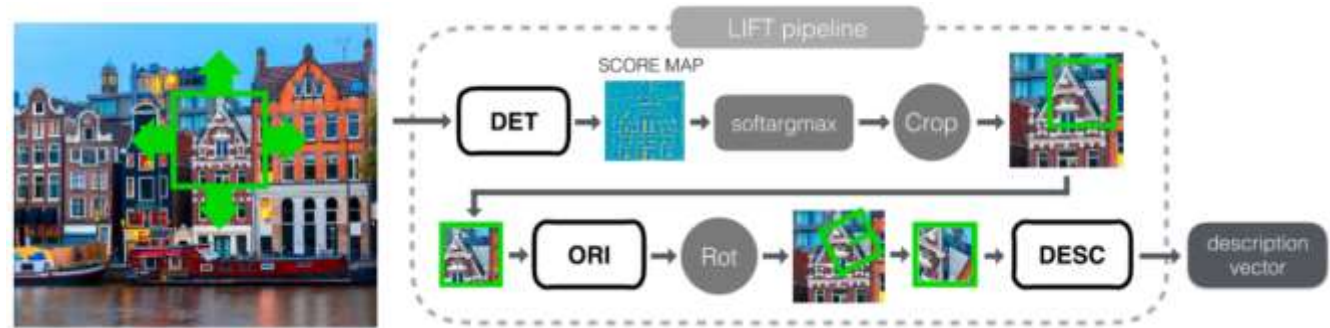 LIFT pipeline
SCORE MAP
DET
softargmax
Crop
ORI
Rot
DESC
description
vector